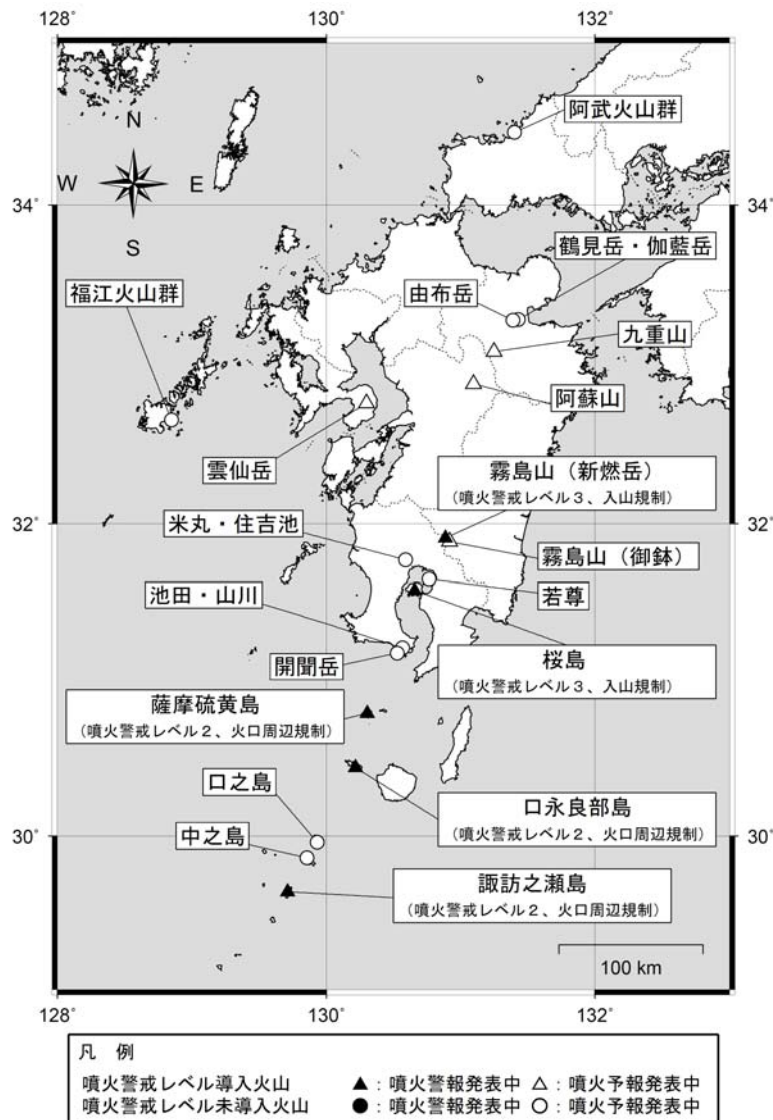 128° 130° 132°
阿武火山群
N
W E
S
34° 34°
鶴見岳・伽藍岳
福江火山群
由布岳
九重山
阿蘇山
雲仙岳
霧島山（新燃岳）
（噴火警戒レベル３、入山規制）
32° 32°
米丸・住吉池
霧島山（御鉢）
池田・山川
若尊
開聞岳
桜島
（噴火警戒レベル３、入山規制）
薩摩硫黄島
（噴火警戒レベル２、火口周辺規制）
口之島
口永良部島
（噴火警戒レベル２、火口周辺規制）
30° 30°
中之島
諏訪之瀬島
（噴火警戒レベル２、火口周辺規制）
100 km
128° 130° 132°
凡 例
噴火警戒レベル導入火山 ▲：噴火警報発表中 △：噴火予報発表中
噴火警戒レベル未導入火山 ●：噴火警報発表中 ○：噴火予報発表中